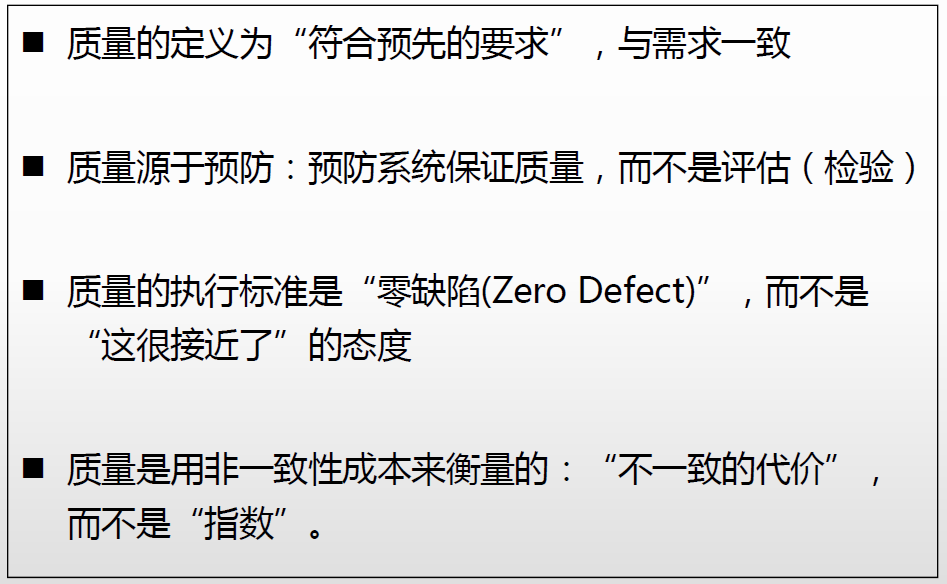 ■ 质量的定义为“符合预先的要求”，与需求一致
■ 质量源于预防：预防系统保证质量，而不是评估（检验）
■ 质量的执行标准是“零缺陷(Zero Defect)”，而不是
“这很接近了”的态度
■ 质量是用非一致性成本来衡量的：“不一致的代价”，
而不是“指数”。